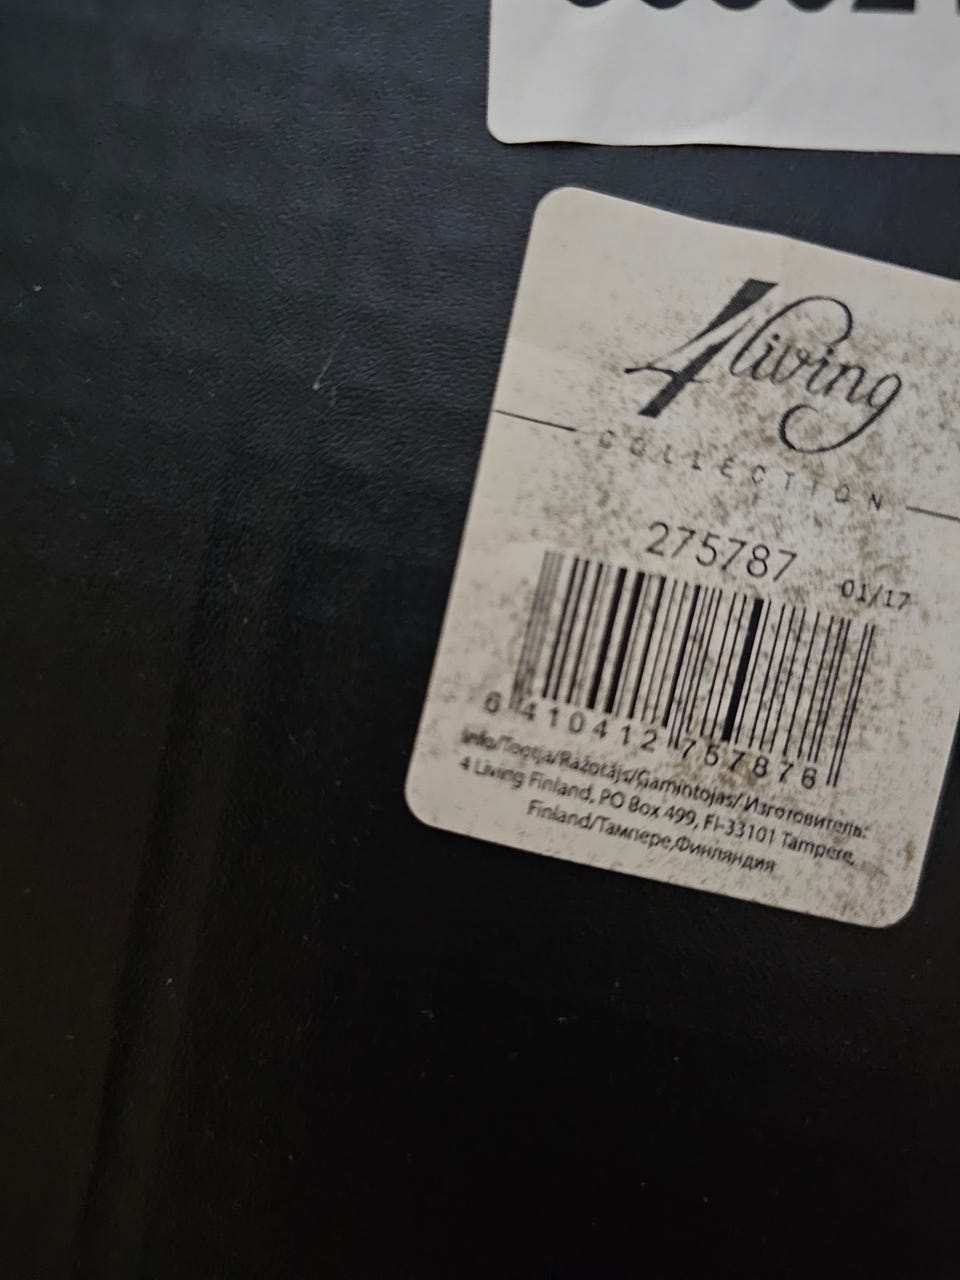 4living
COLLECTION
275787
01/17
6 410412 757876
Info/Tootja/Ražotājs/Gamintojas/ Изготовитель:
4 Living Finland, PO Box 499, FI-33101 Tampere,
Finland/Тампере,Финляндия